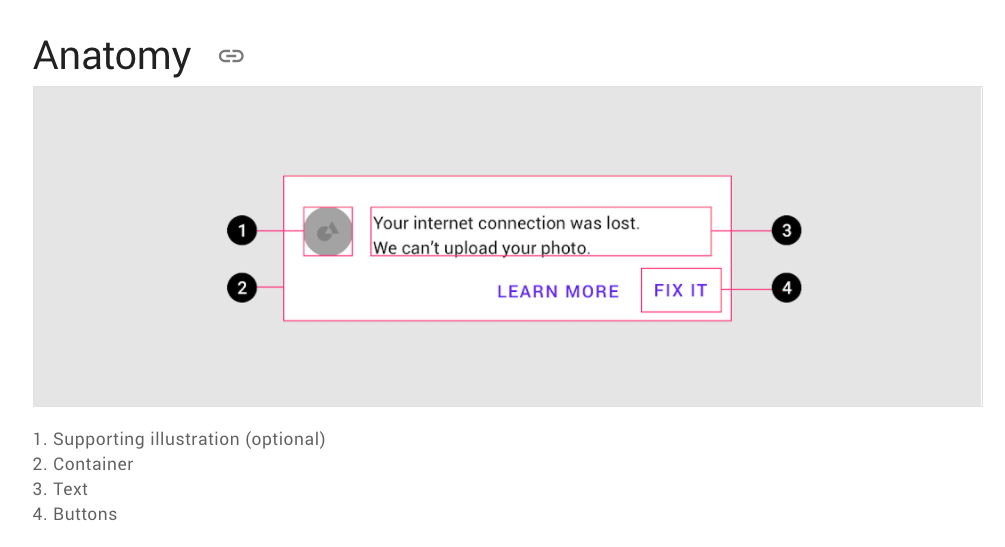 Anatomy
1
Your internet connection was lost.
We can’t upload your photo.
3
2
LEARN MORE
FIX IT
4
1. Supporting illustration (optional)
2. Container
3. Text
4. Buttons